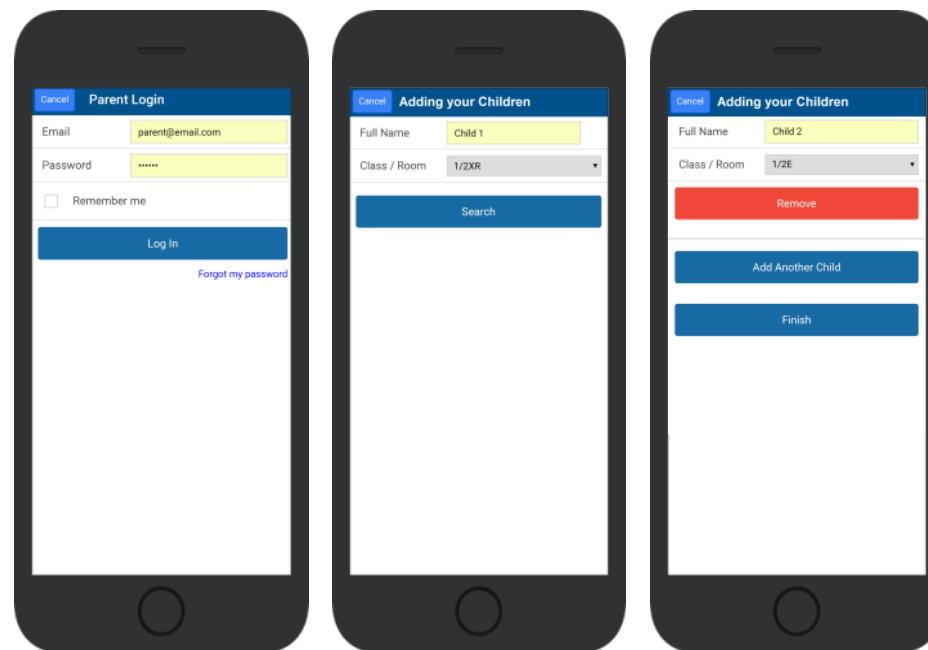 Cancel Parent Login
Email parent@email.com
Password ••••••
Remember me
Log In
Forgot my password
Cancel Adding your Children
Full Name Child 1
Class / Room 1/2XR
Search
Cancel Adding your Children
Full Name Child 2
Class / Room 1/2E
Remove
Add Another Child
Finish